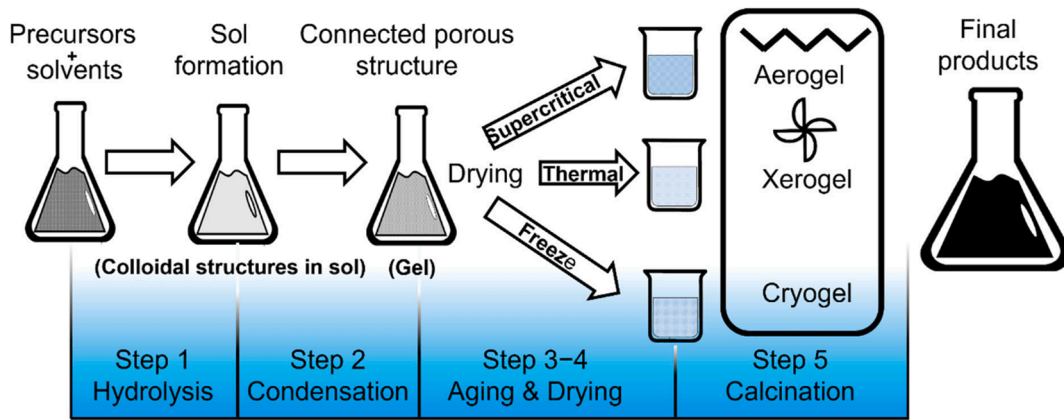 Precursors
+
solvents
Sol
formation
Connected porous
structure
Final
products
Supercritical
Drying
Thermal
Freeze
Aerogel
Xerogel
Cryogel
(Colloidal structures in sol)
(Gel)
Step 1
Hydrolysis
Step 2
Condensation
Step 3−4
Aging & Drying
Step 5
Calcination